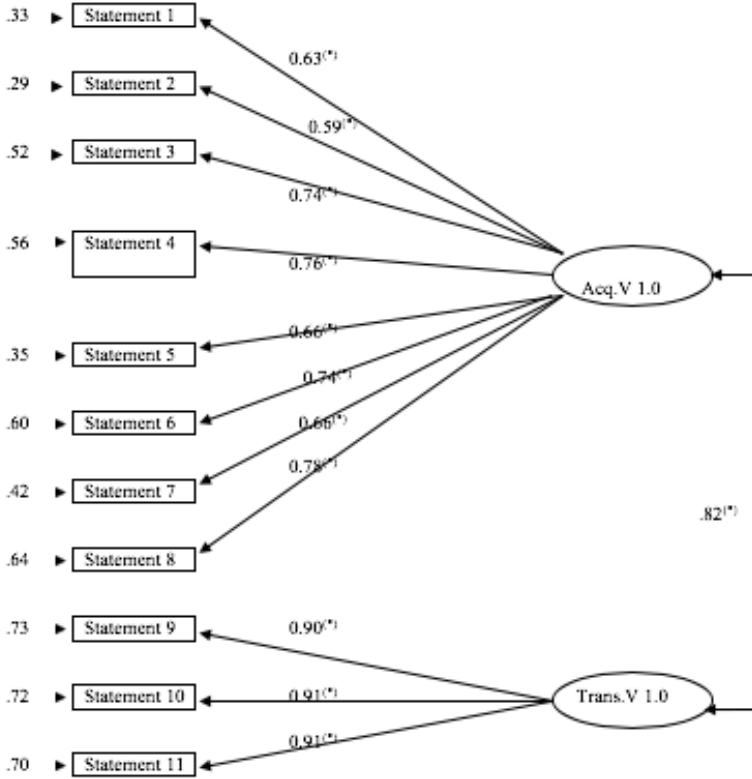 .33 Statement 1
0.63(*)
.29 Statement 2
0.59(*)
.52 Statement 3
0.74(*)
.56 Statement 4
0.76(*)
Acq.V 1.0
0.66(*)
.35 Statement 5
0.74(*)
.60 Statement 6
0.66(*)
0.78(*)
.42 Statement 7
.82(*)
.64 Statement 8
.73 Statement 9
0.90(*)
.72 Statement 10
0.91(*)
Trans.V 1.0
0.91(*)
.70 Statement 11